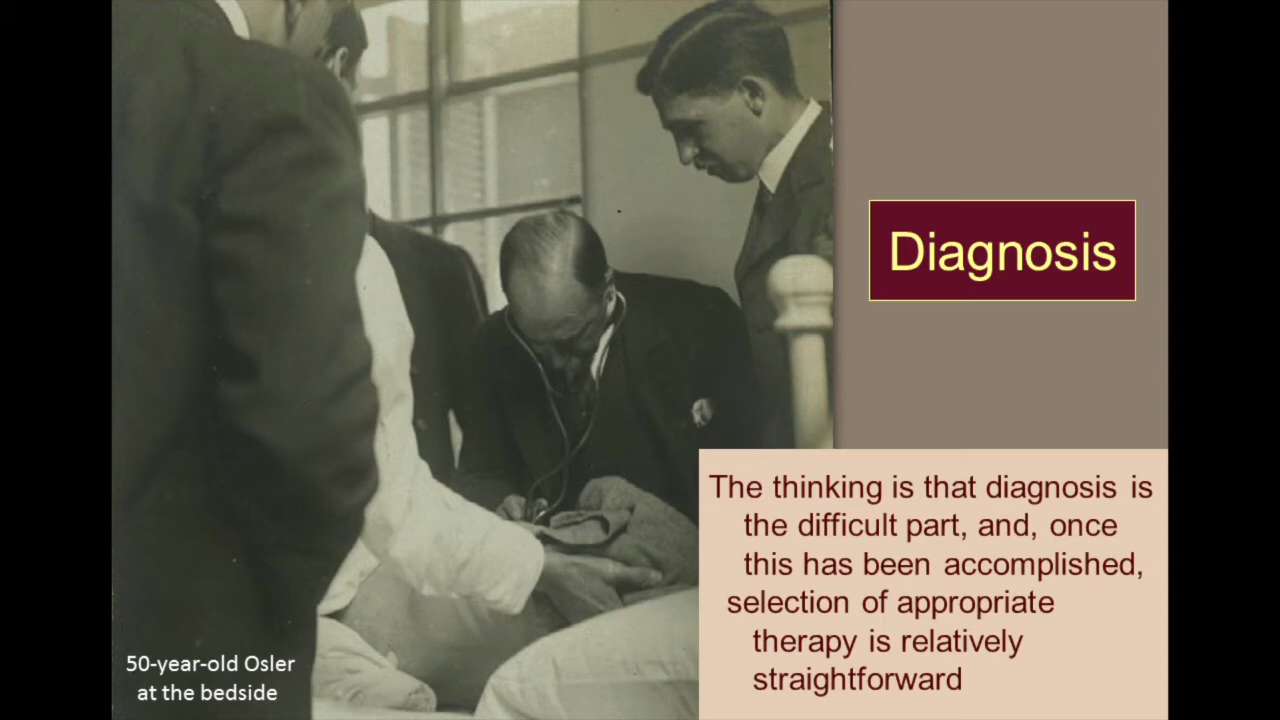 Diagnosis
The thinking is that diagnosis is
the difficult part, and, once
this has been accomplished,
selection of appropriate
therapy is relatively
straightforward
50-year-old Osler
at the bedside